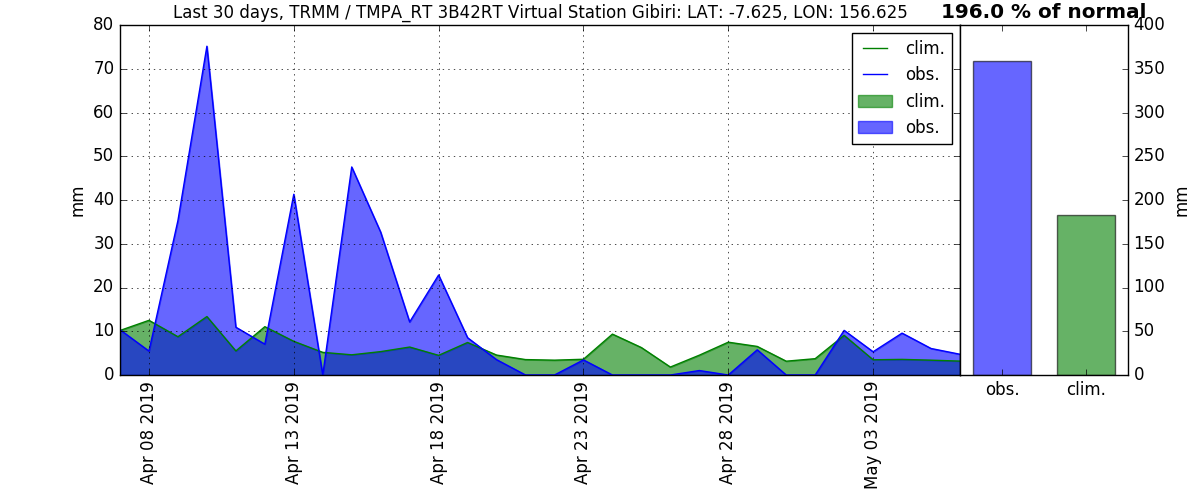 Last 30 days, TRMM / TMPA_RT 3B42RT Virtual Station Gibiri: LAT: -7.625, LON: 156.625
196.0 % of normal
80
70
60
50
40
30
20
10
0
mm
clim.
obs.
clim.
obs.
400
350
300
250
200
150
100
50
0
mm
Apr 08 2019
Apr 13 2019
Apr 18 2019
Apr 23 2019
Apr 28 2019
May 03 2019
obs.
clim.